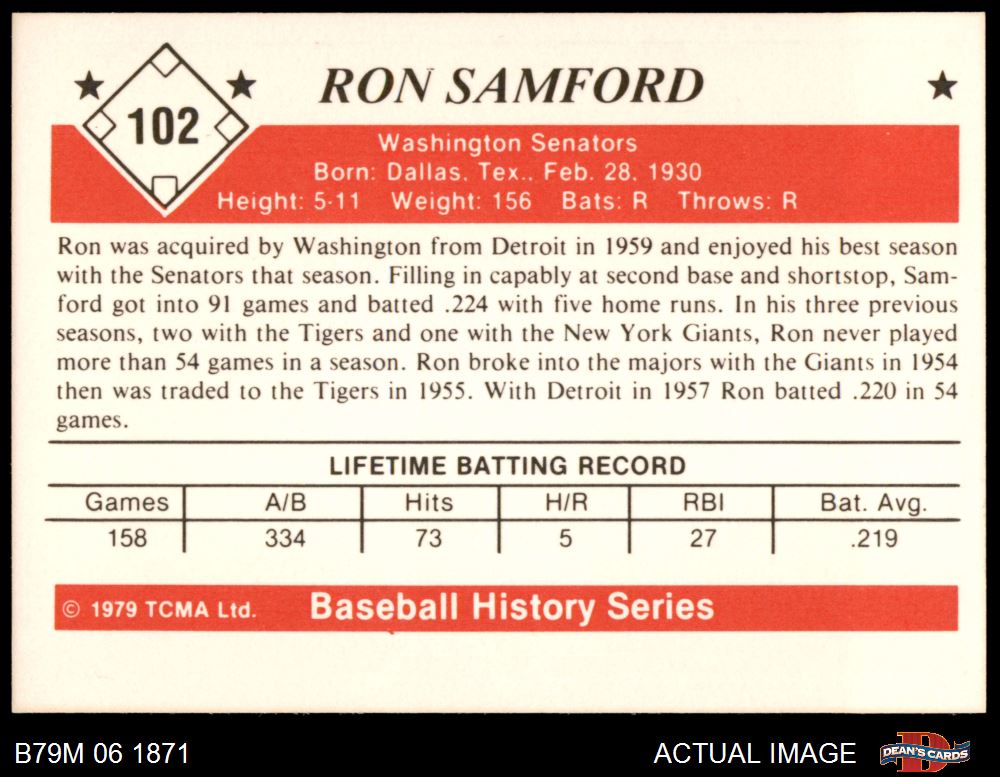 102
RON SAMFORD
Washington Senators
Born: Dallas, Tex., Feb. 28, 1930
Height: 5-11 Weight: 156 Bats: R Throws: R
Ron was acquired by Washington from Detroit in 1959 and enjoyed his best season
with the Senators that season. Filling in capably at second base and shortstop, Sam-
ford got into 91 games and batted .224 with five home runs. In his three previous
seasons, two with the Tigers and one with the New York Giants, Ron never played
more than 54 games in a season. Ron broke into the majors with the Giants in 1954
then was traded to the Tigers in 1955. With Detroit in 1957 Ron batted .220 in 54
games.
LIFETIME BATTING RECORD
Games A/B Hits H/R RBI Bat. Avg.
158 334 73 5 27 .219
© 1979 TCMA Ltd. Baseball History Series
B79M 06 1871 ACTUAL IMAGE DEAN'S CARDS